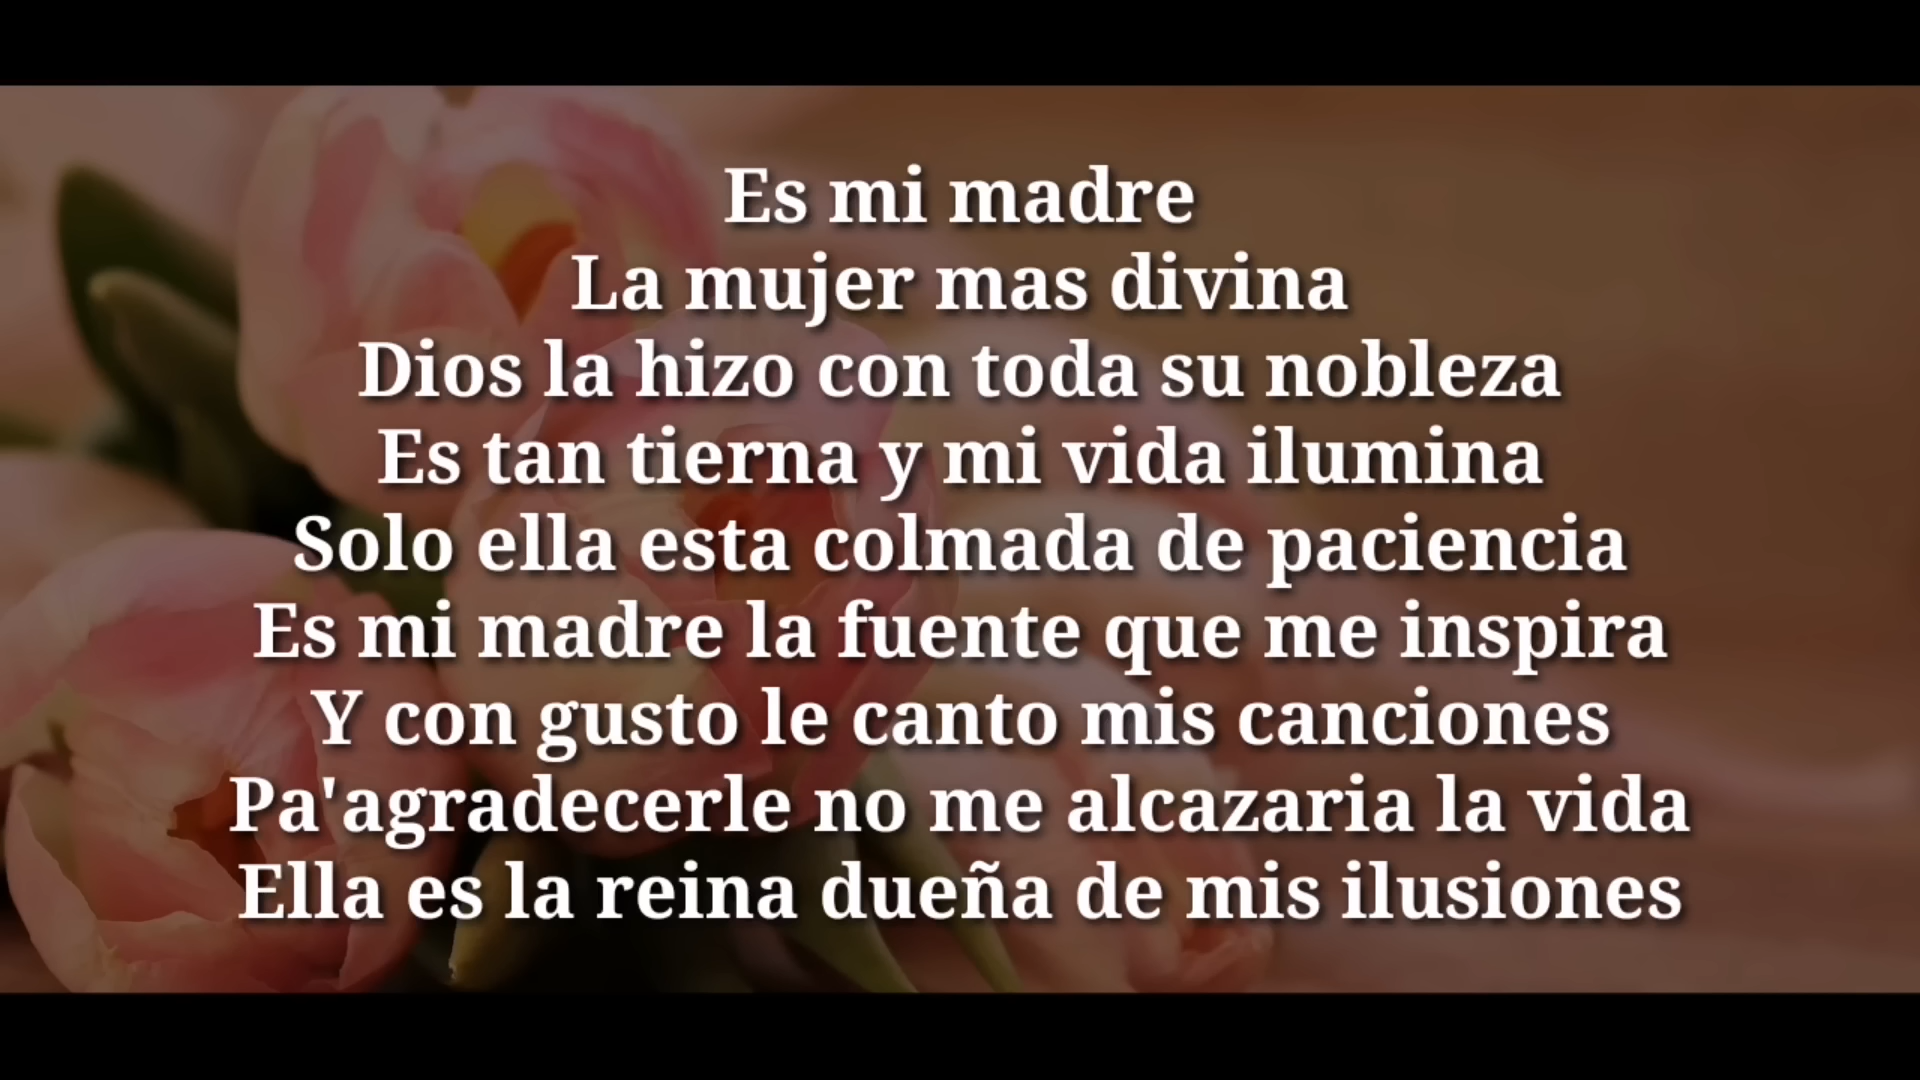 Es mi madre
La mujer mas divina
Dios la hizo con toda su nobleza
Es tan tierna y mi vida ilumina
Solo ella esta colmada de paciencia
Es mi madre la fuente que me inspira
Y con gusto le canto mis canciones
Pa'agradecerle no me alcazaria la vida
Ella es la reina dueña de mis ilusiones